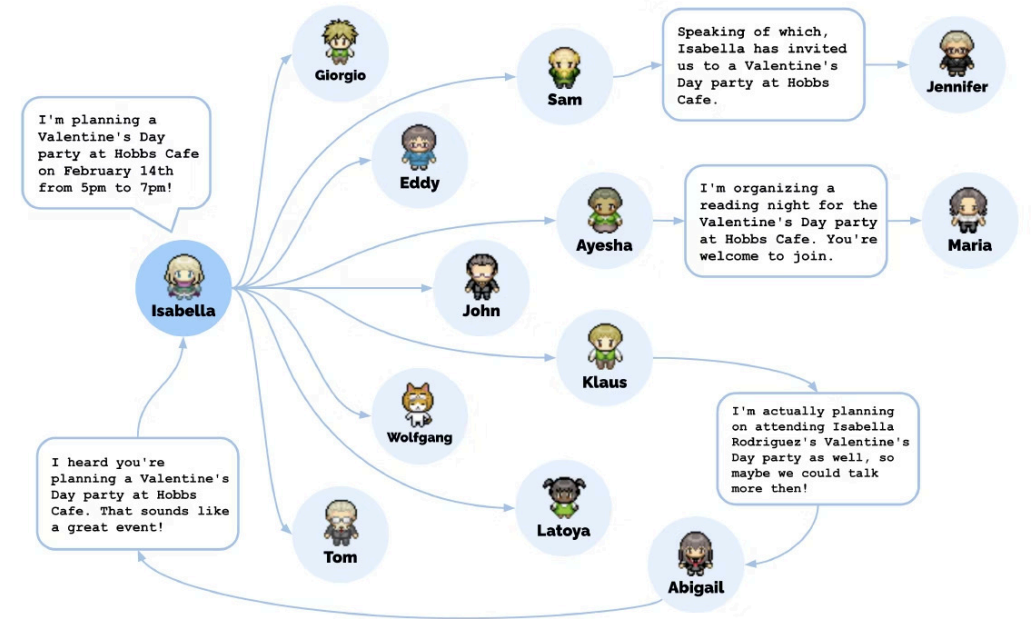 Giorgio
Sam
Speaking of which,
Isabella has invited
us to a Valentine's
Day party at Hobbs
Cafe.
Jennifer
I'm planning a
Valentine's Day
party at Hobbs Cafe
on February 14th
from 5pm to 7pm!
Eddy
Ayesha
I'm organizing a
reading night for the
Valentine's Day party
at Hobbs Cafe. You're
welcome to join.
Maria
Isabella
John
Klaus
Wolfgang
I'm actually planning
on attending Isabella
Rodriguez's Valentine's
Day party as well, so
maybe we could talk
more then!
I heard you're
planning a Valentine's
Day party at Hobbs
Cafe. That sounds like
a great event!
Tom
Latoya
Abigail